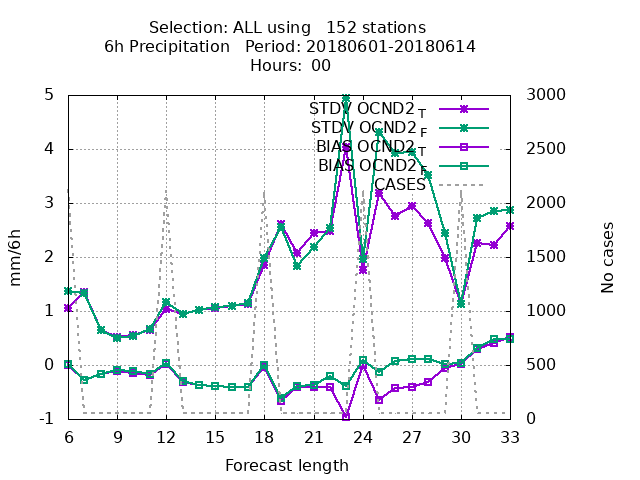 Selection: ALL using   152 stations
6h Precipitation   Period: 20180601-20180614
Hours:  00
5
4
3
2
1
0
-1
3000
2500
2000
1500
1000
500
0
STDV OCND2 T
STDV OCND2 F
BIAS OCND2 T
BIAS OCND2 F
CASES
mm/6h
No cases
6 9 12 15 18 21 24 27 30 33
Forecast length